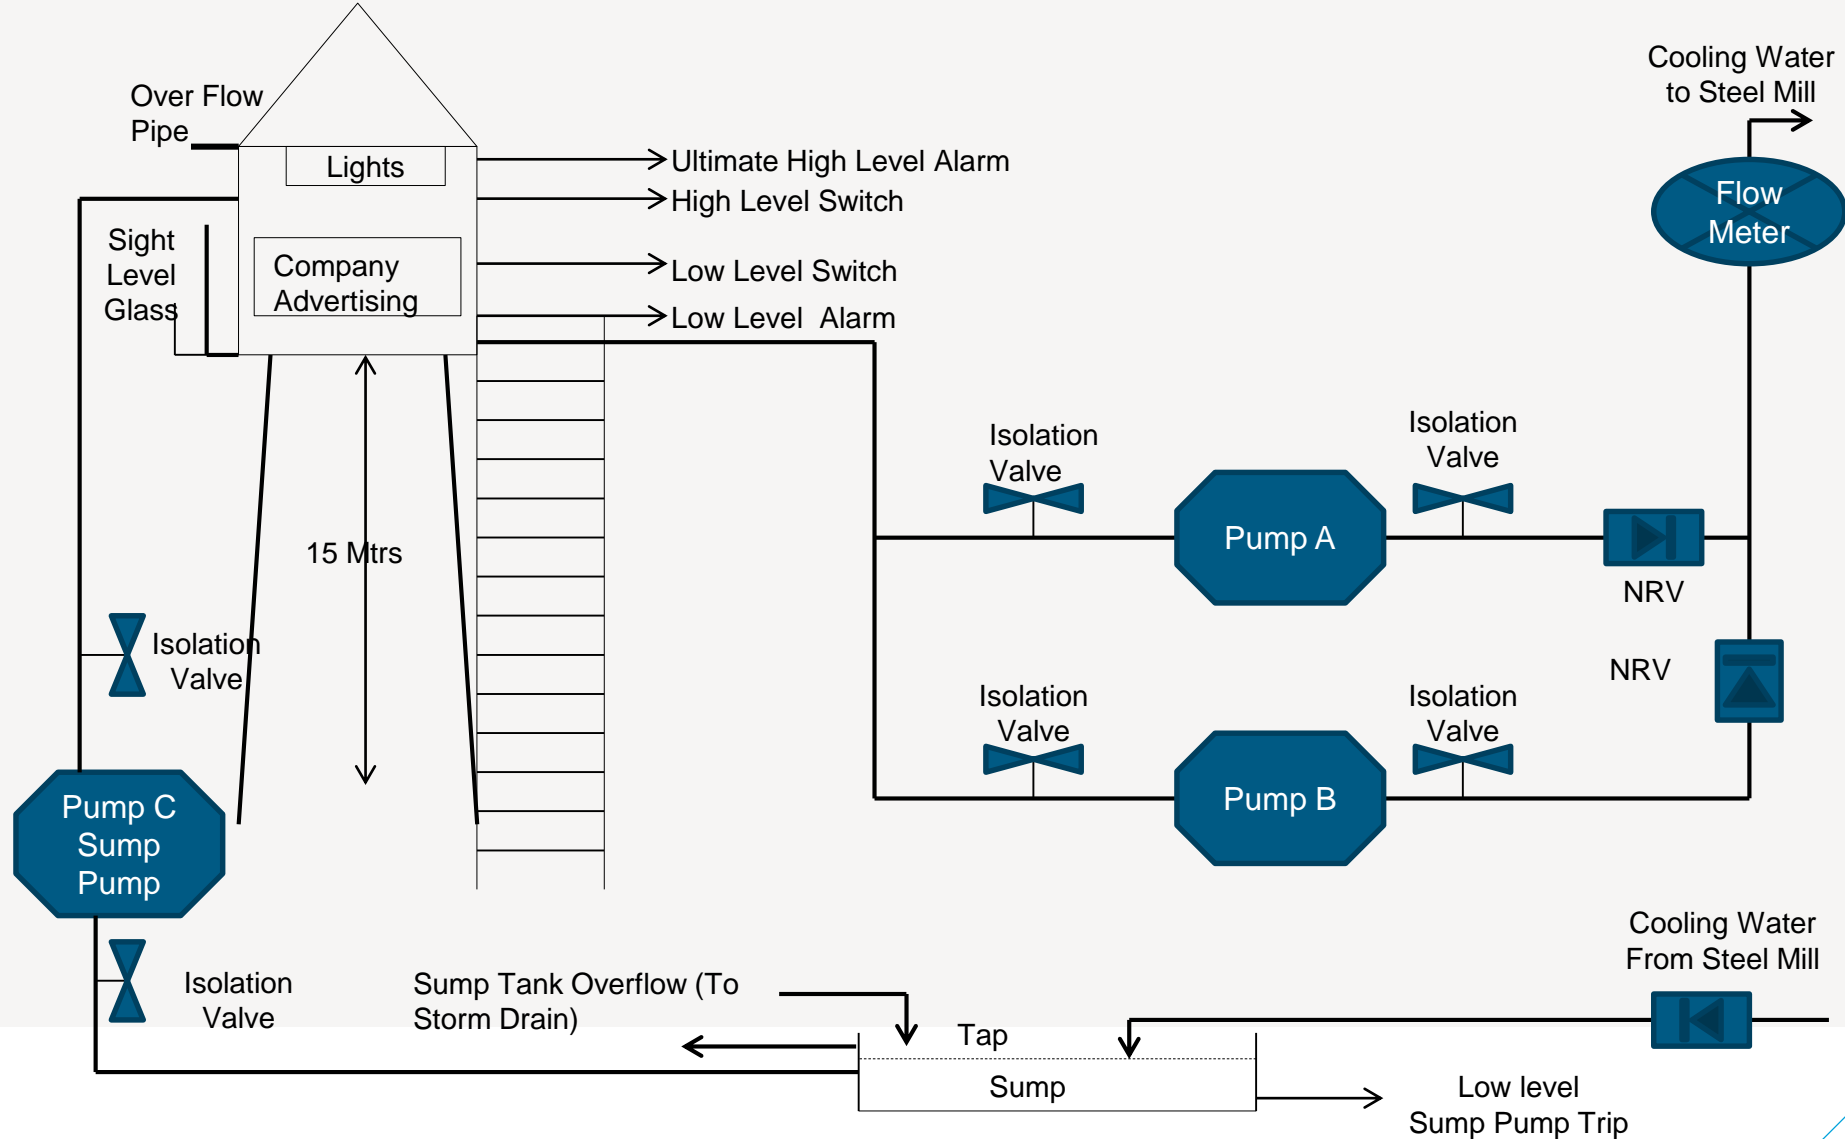 Cooling Water
to Steel Mill
Over Flow
Pipe
Lights
Ultimate High Level Alarm
High Level Switch
Flow
Meter
Sight
Level
Glass
Company
Advertising
Low Level Switch
Low Level  Alarm
Isolation
Valve
Isolation
Valve
Pump A
15 Mtrs
NRV
Isolation
Valve
NRV
Isolation
Valve
Isolation
Valve
Pump B
Pump C
Sump
Pump
Cooling Water
From Steel Mill
Isolation
Valve
Sump Tank Overflow (To
Storm Drain)
Tap
Sump
Low level
Sump Pump Trip